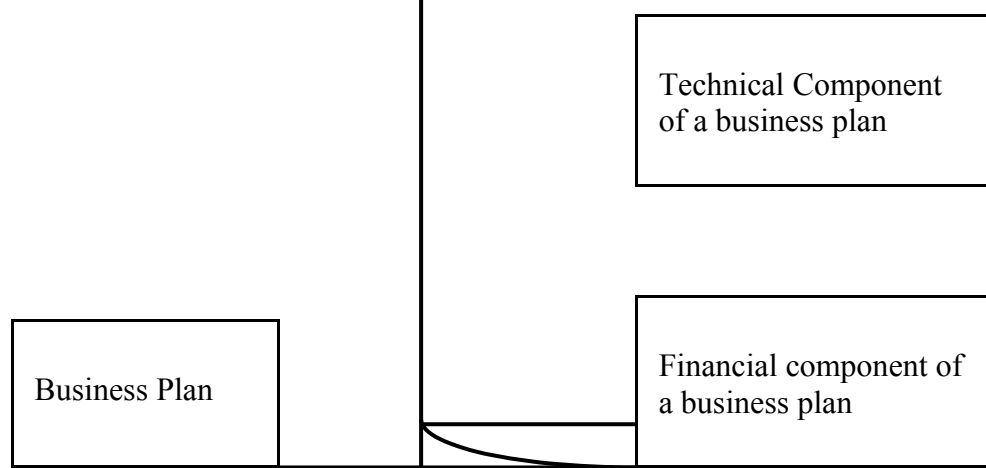 Technical Component
of a business plan
Business Plan
Financial component of
a business plan